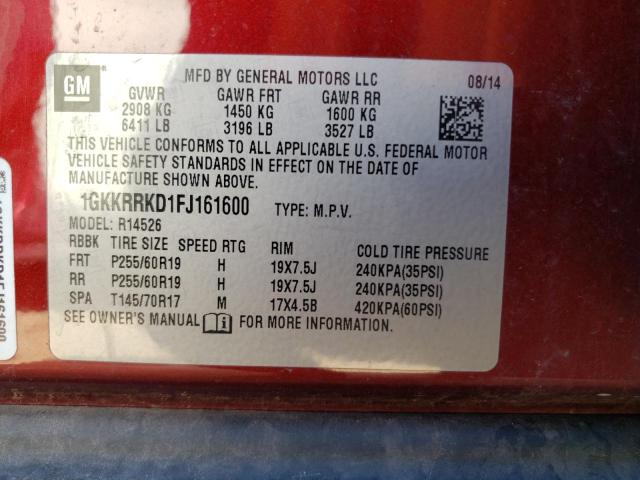 GM
MFD BY GENERAL MOTORS LLC 08/14
GVWR GAWR FRT GAWR RR
2908 KG 1450 KG 1600 KG
6411 LB 3196 LB 3527 LB
THIS VEHICLE CONFORMS TO ALL APPLICABLE U.S. FEDERAL MOTOR
VEHICLE SAFETY STANDARDS IN EFFECT ON THE DATE OF
MANUFACTURE SHOWN ABOVE.
1GKKRRKD1FJ161600 TYPE: M.P.V.
MODEL: R14526
RBBK TIRE SIZE SPEED RTG RIM COLD TIRE PRESSURE
FRT P255/60R19 H 19X7.5J 240KPA(35PSI)
RR P255/60R19 H 19X7.5J 240KPA(35PSI)
SPA T145/70R17 M 17X4.5B 420KPA(60PSI)
SEE OWNER'S MANUAL FOR MORE INFORMATION.